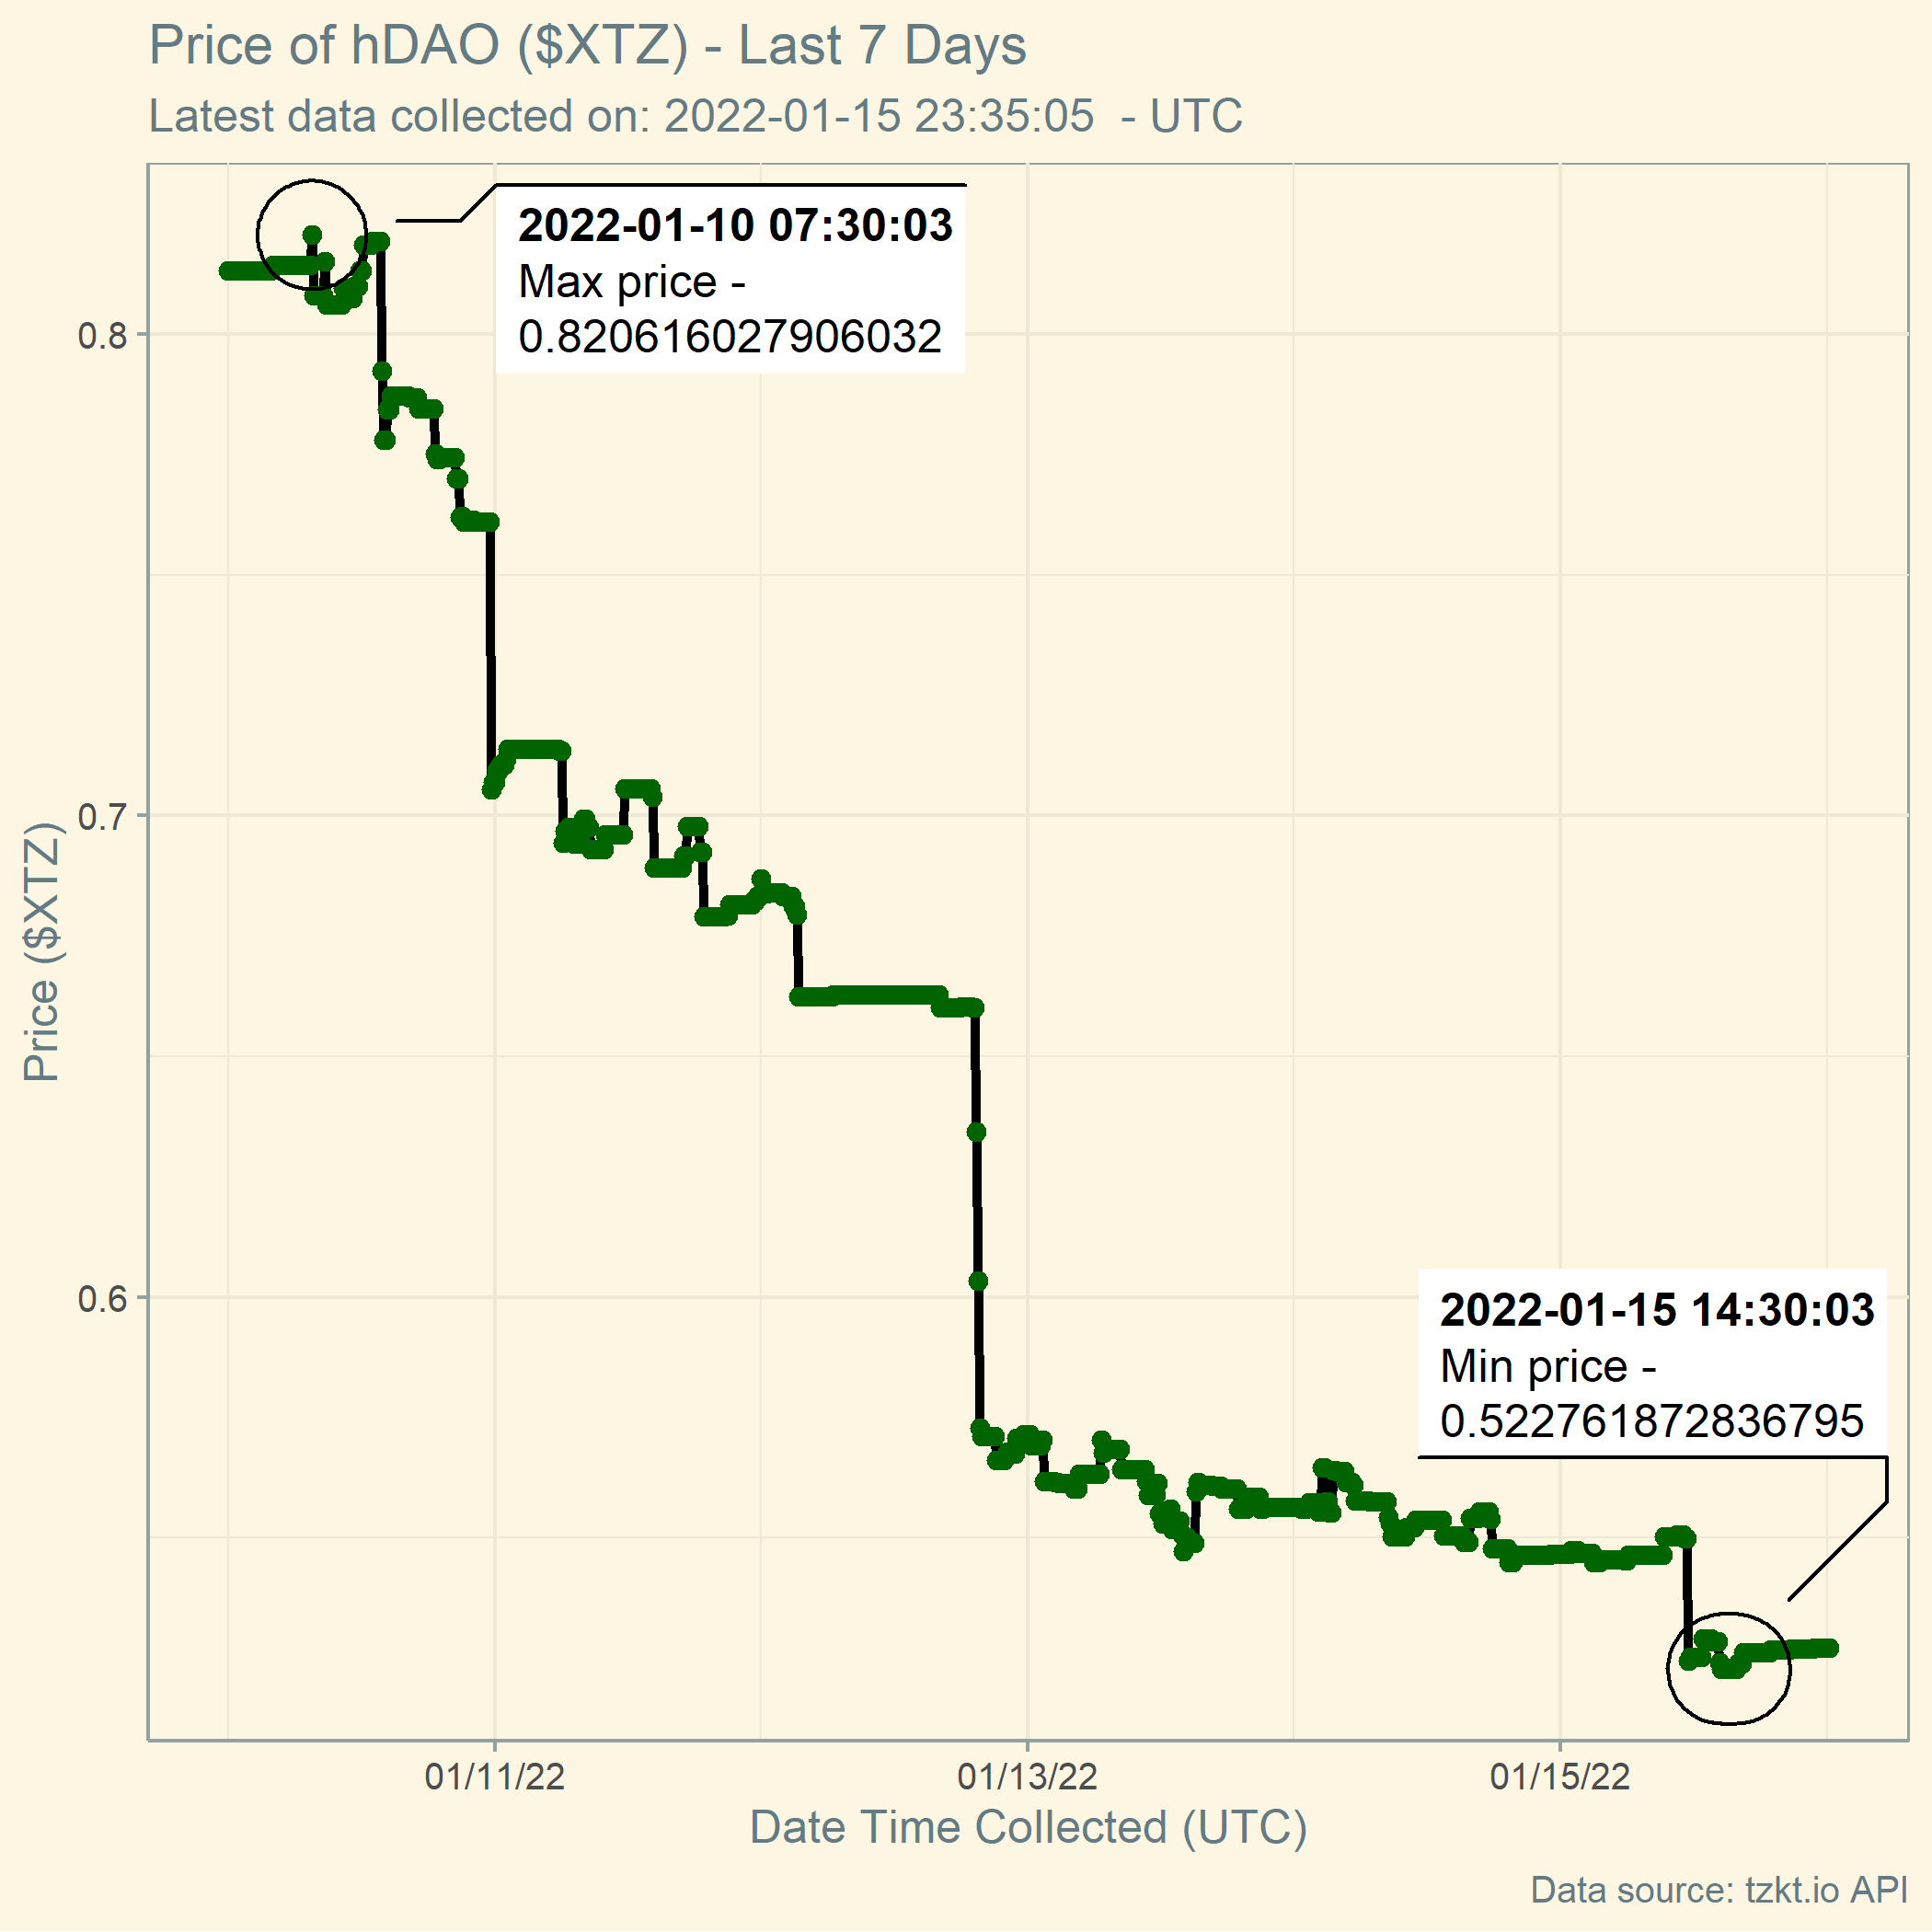 Price of hDAO ($XTZ) - Last 7 Days
Latest data collected on: 2022-01-15 23:35:05  - UTC
2022-01-10 07:30:03
Max price -
0.820616027906032
0.8
0.7
Price ($XTZ)
0.6
2022-01-15 14:30:03
Min price -
0.522761872836795
01/11/22
01/13/22
01/15/22
Date Time Collected (UTC)
Data source: tzkt.io API